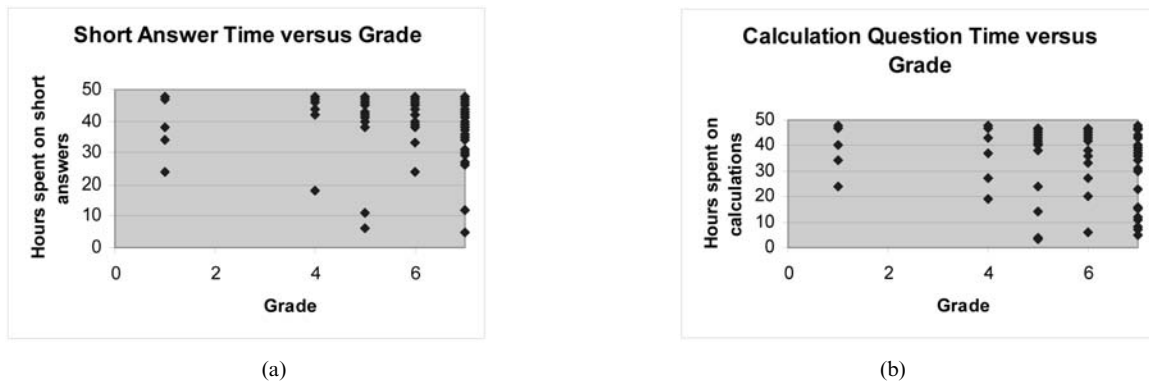 Short Answer Time versus Grade
Hours spent on short
answers
50
40
30
20
10
0
0 2 4 6
Grade
(a)
Calculation Question Time versus
Grade
Hours spent on
calculations
50
40
30
20
10
0
0 2 4 6
Grade
(b)